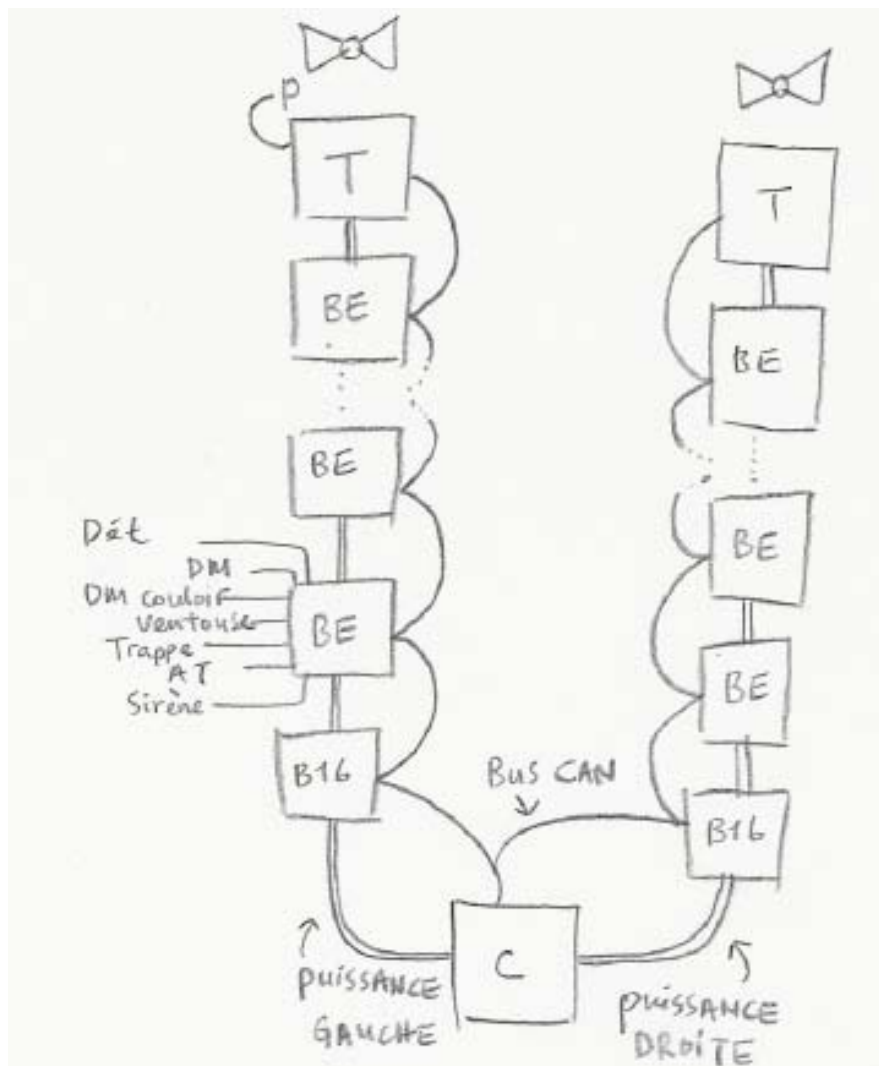 P
T
T
BE
BE
BE
BE
Dét
DM
DM couloir
Ventouse
Trappe
AT
Sirène
BE
BE
B16
Bus CAN
B16
C
PUISSANCE
GAUCHE
PUISSANCE
DROITE